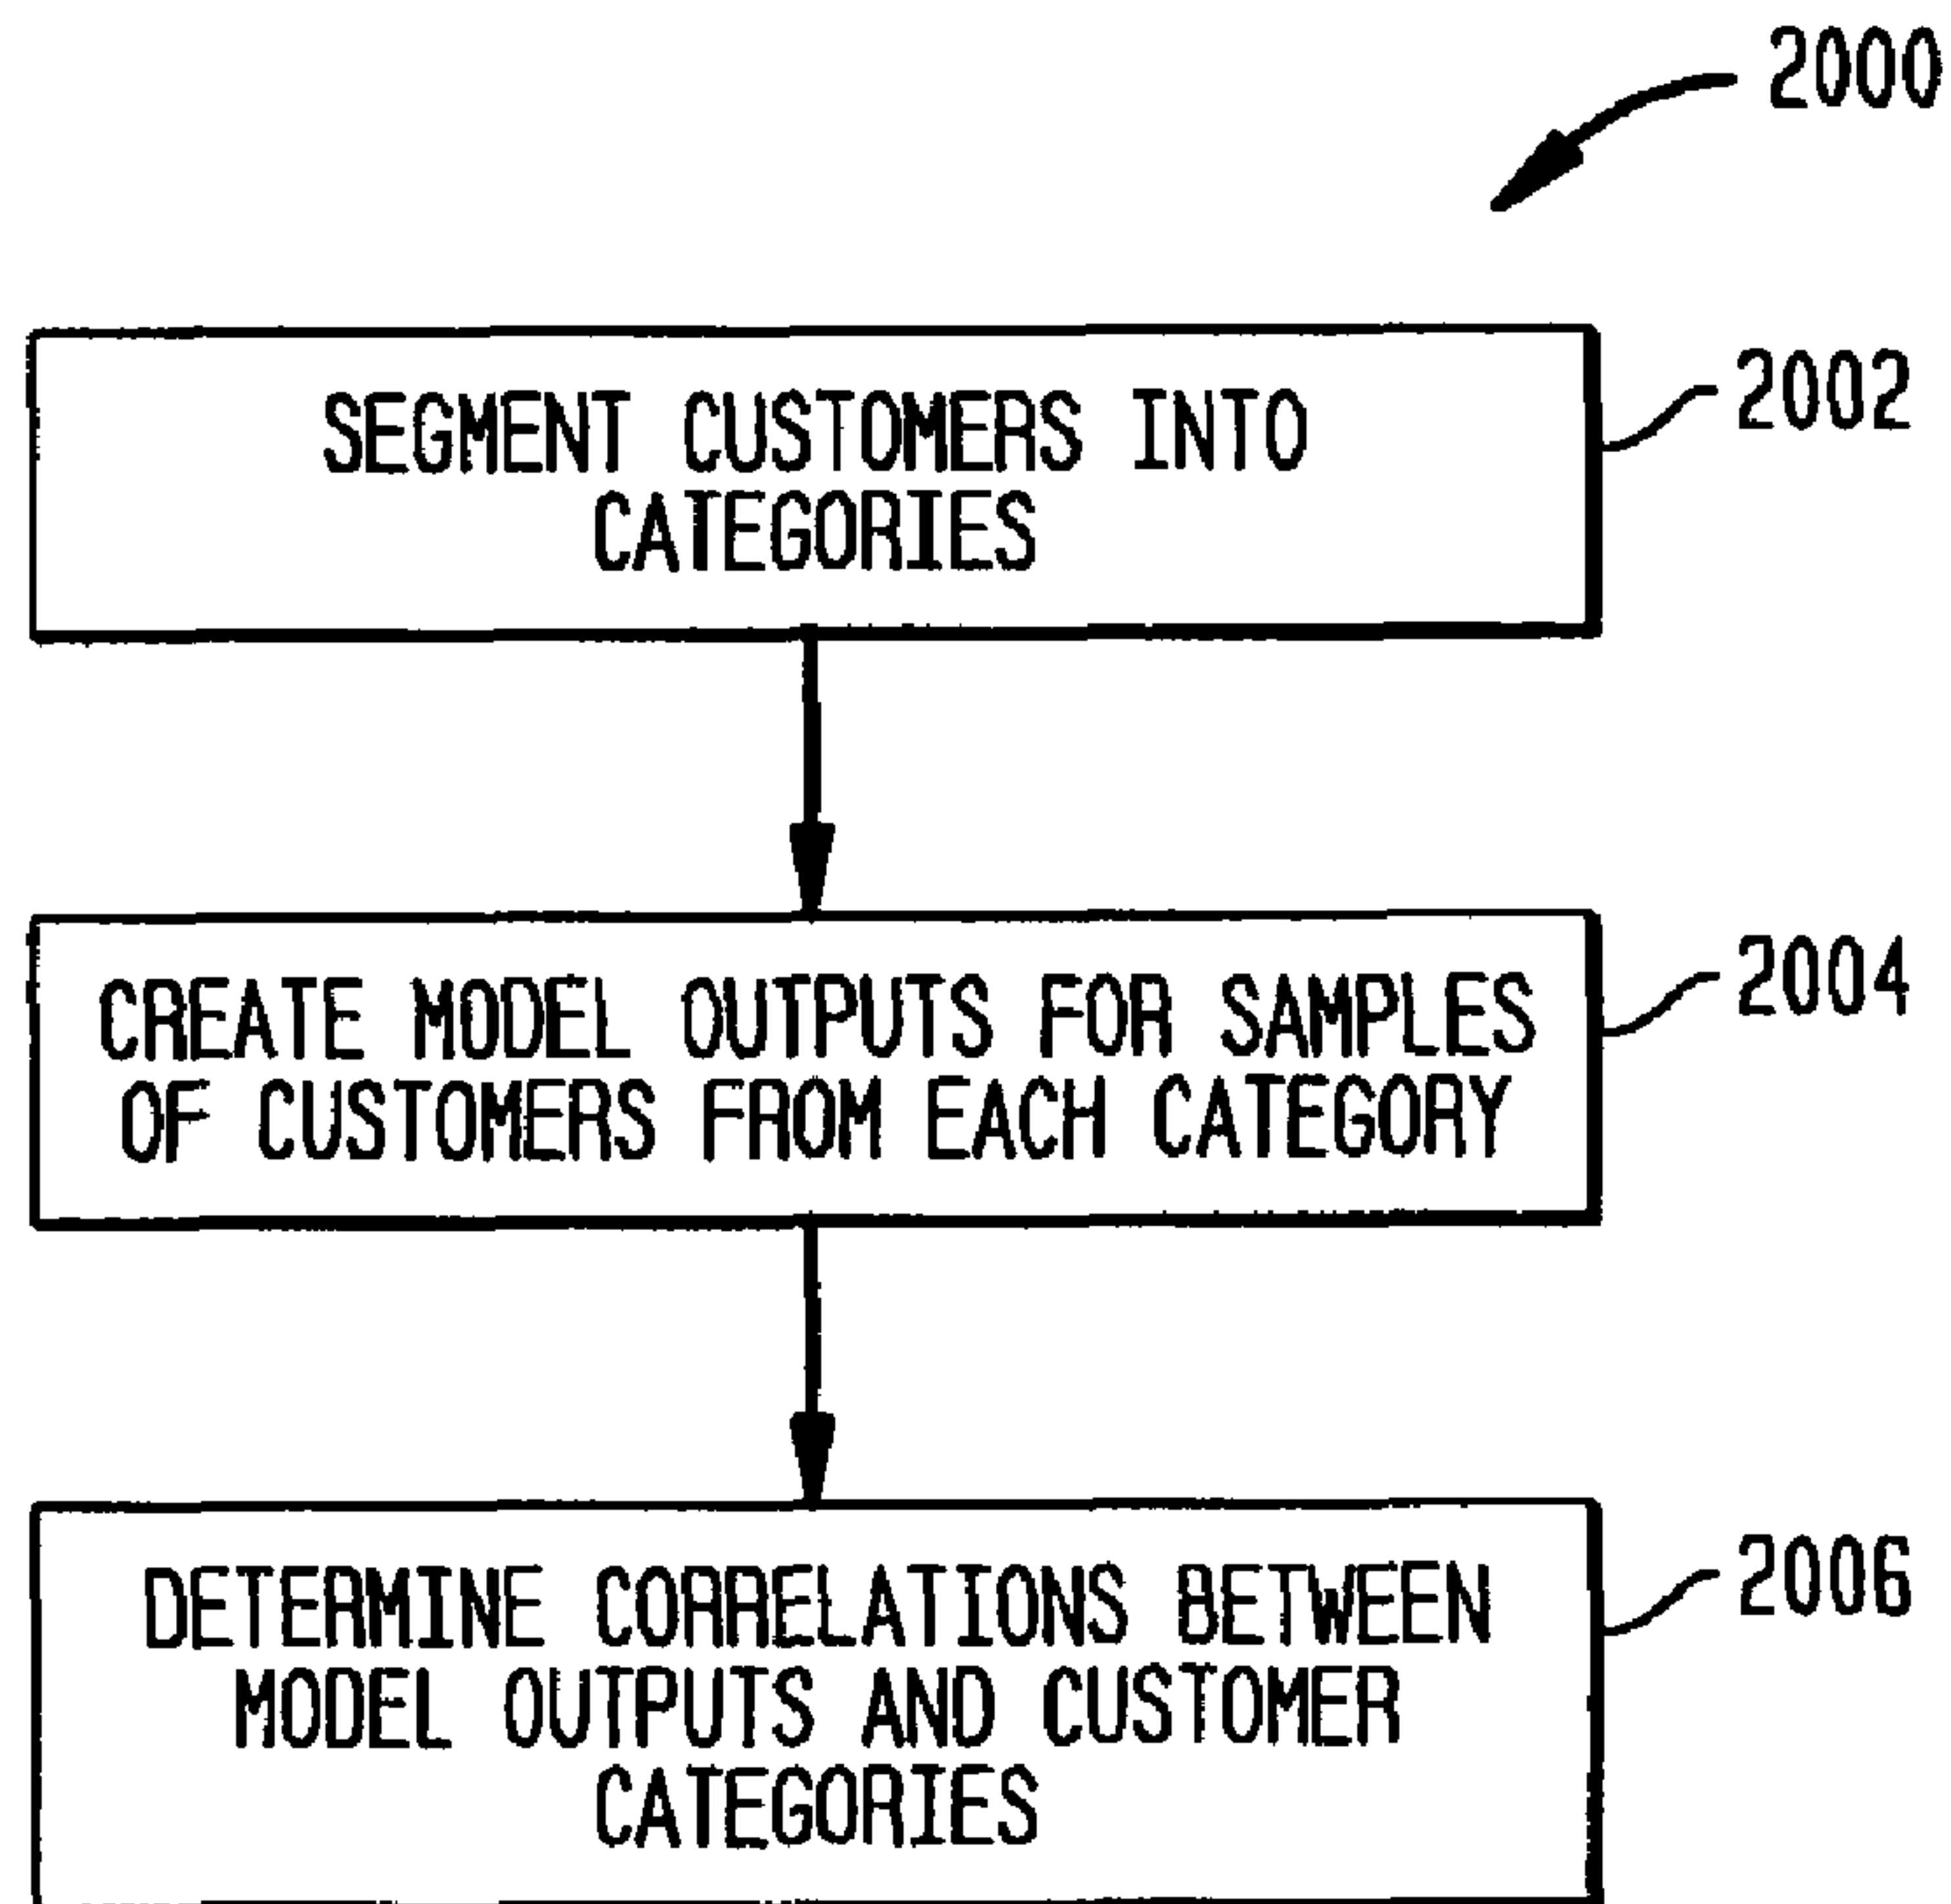 2000
SEGMENT CUSTOMERS INTO
CATEGORIES
2002
CREATE MODEL OUTPUTS FOR SAMPLES
OF CUSTOMERS FROM EACH CATEGORY
2004
DETERMINE CORRELATIONS BETWEEN
MODEL OUTPUTS AND CUSTOMER
CATEGORIES
2006